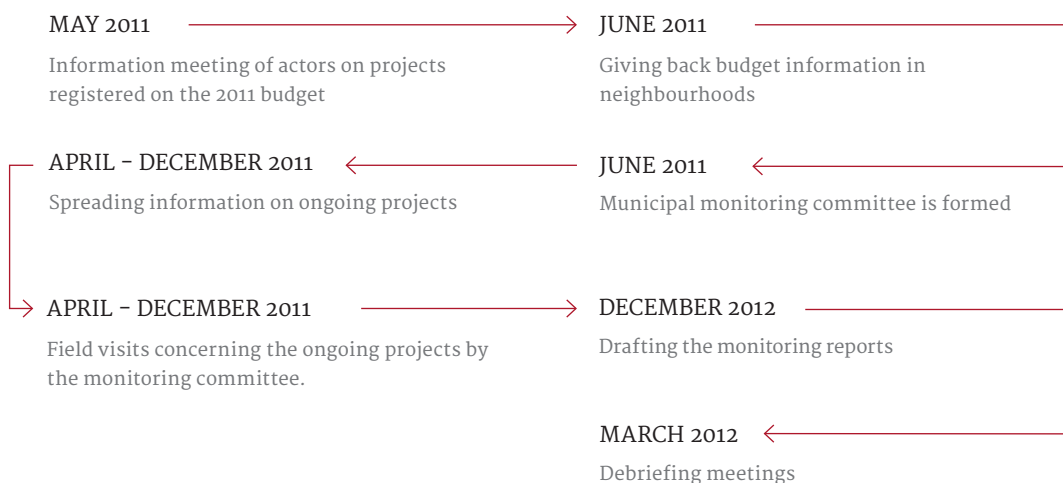 MAY 2011
Information meeting of actors on projects
registered on the 2011 budget
JUNE 2011
Giving back budget information in
neighbourhoods
JUNE 2011
Municipal monitoring committee is formed
APRIL – DECEMBER 2011
Spreading information on ongoing projects
APRIL – DECEMBER 2011
Field visits concerning the ongoing projects by
the monitoring committee.
DECEMBER 2012
Drafting the monitoring reports
MARCH 2012
Debriefing meetings